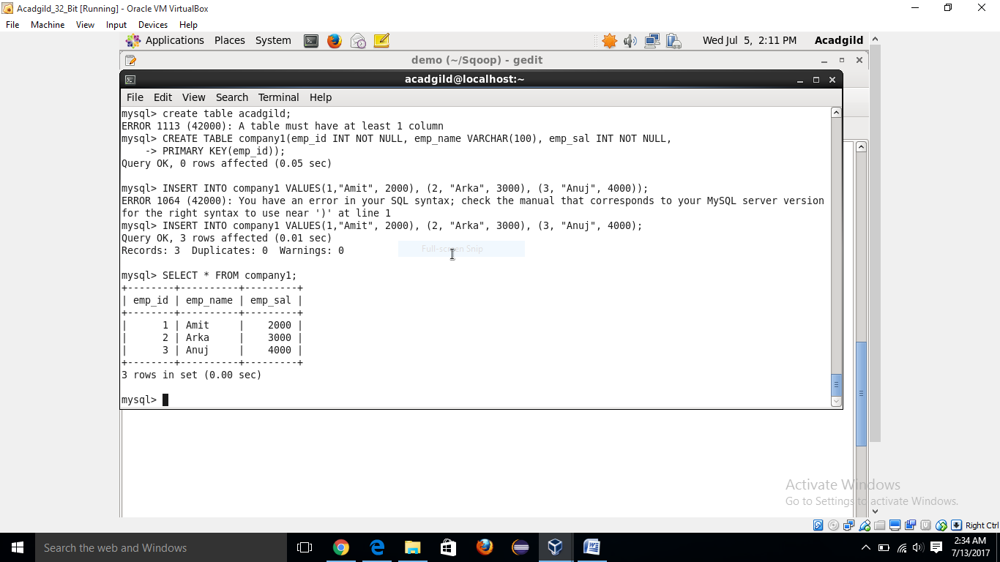 Acadgild_32_Bit [Running] - Oracle VM VirtualBox
File Machine View Input Devices Help
Applications Places System Wed Jul 5, 2:11 PM Acadgild
demo (~/Sqoop) - gedit
acadgild@localhost:~
File Edit View Search Terminal Help
mysql> create table acadgild;
ERROR 1113 (42000): A table must have at least 1 column
mysql> CREATE TABLE company1(emp_id INT NOT NULL, emp_name VARCHAR(100), emp_sal INT NOT NULL,
    -> PRIMARY KEY(emp_id));
Query OK, 0 rows affected (0.05 sec)
mysql> INSERT INTO company1 VALUES(1,"Amit", 2000), (2, "Arka", 3000), (3, "Anuj", 4000));
ERROR 1064 (42000): You have an error in your SQL syntax; check the manual that corresponds to your MySQL server version
for the right syntax to use near ')' at line 1
mysql> INSERT INTO company1 VALUES(1,"Amit", 2000), (2, "Arka", 3000), (3, "Anuj", 4000);
Query OK, 3 rows affected (0.01 sec)
Records: 3  Duplicates: 0  Warnings: 0
Full-screen Snip
mysql> SELECT * FROM company1;
+--------+----------+---------+
| emp_id | emp_name | emp_sal |
+--------+----------+---------+
|      1 | Amit     |    2000 |
|      2 | Arka     |    3000 |
|      3 | Anuj     |    4000 |
+--------+----------+---------+
3 rows in set (0.00 sec)
mysql>
Activate Windows
Go to Settings to activate Windows.
Right Ctrl
Search the web and Windows
2:34 AM
7/13/2017